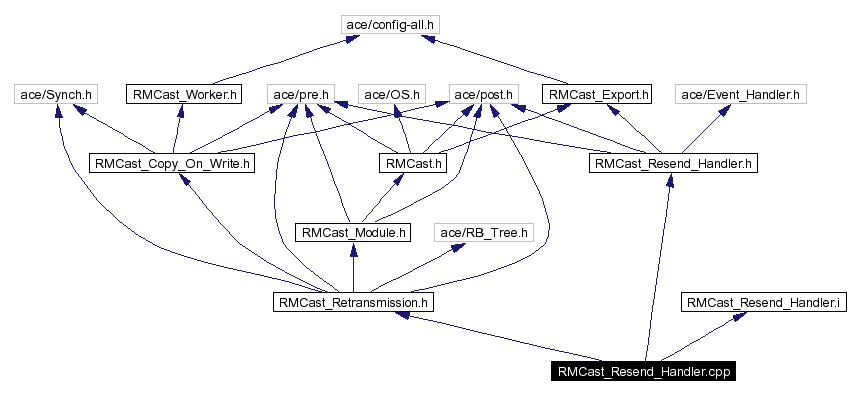 ace/config-all.h
ace/Synch.h
RMCast_Worker.h
ace/pre.h
ace/OS.h
ace/post.h
RMCast_Export.h
ace/Event_Handler.h
RMCast_Copy_On_Write.h
RMCast.h
RMCast_Resend_Handler.h
RMCast_Module.h
ace/RB_Tree.h
RMCast_Retransmission.h
RMCast_Resend_Handler.i
RMCast_Resend_Handler.cpp